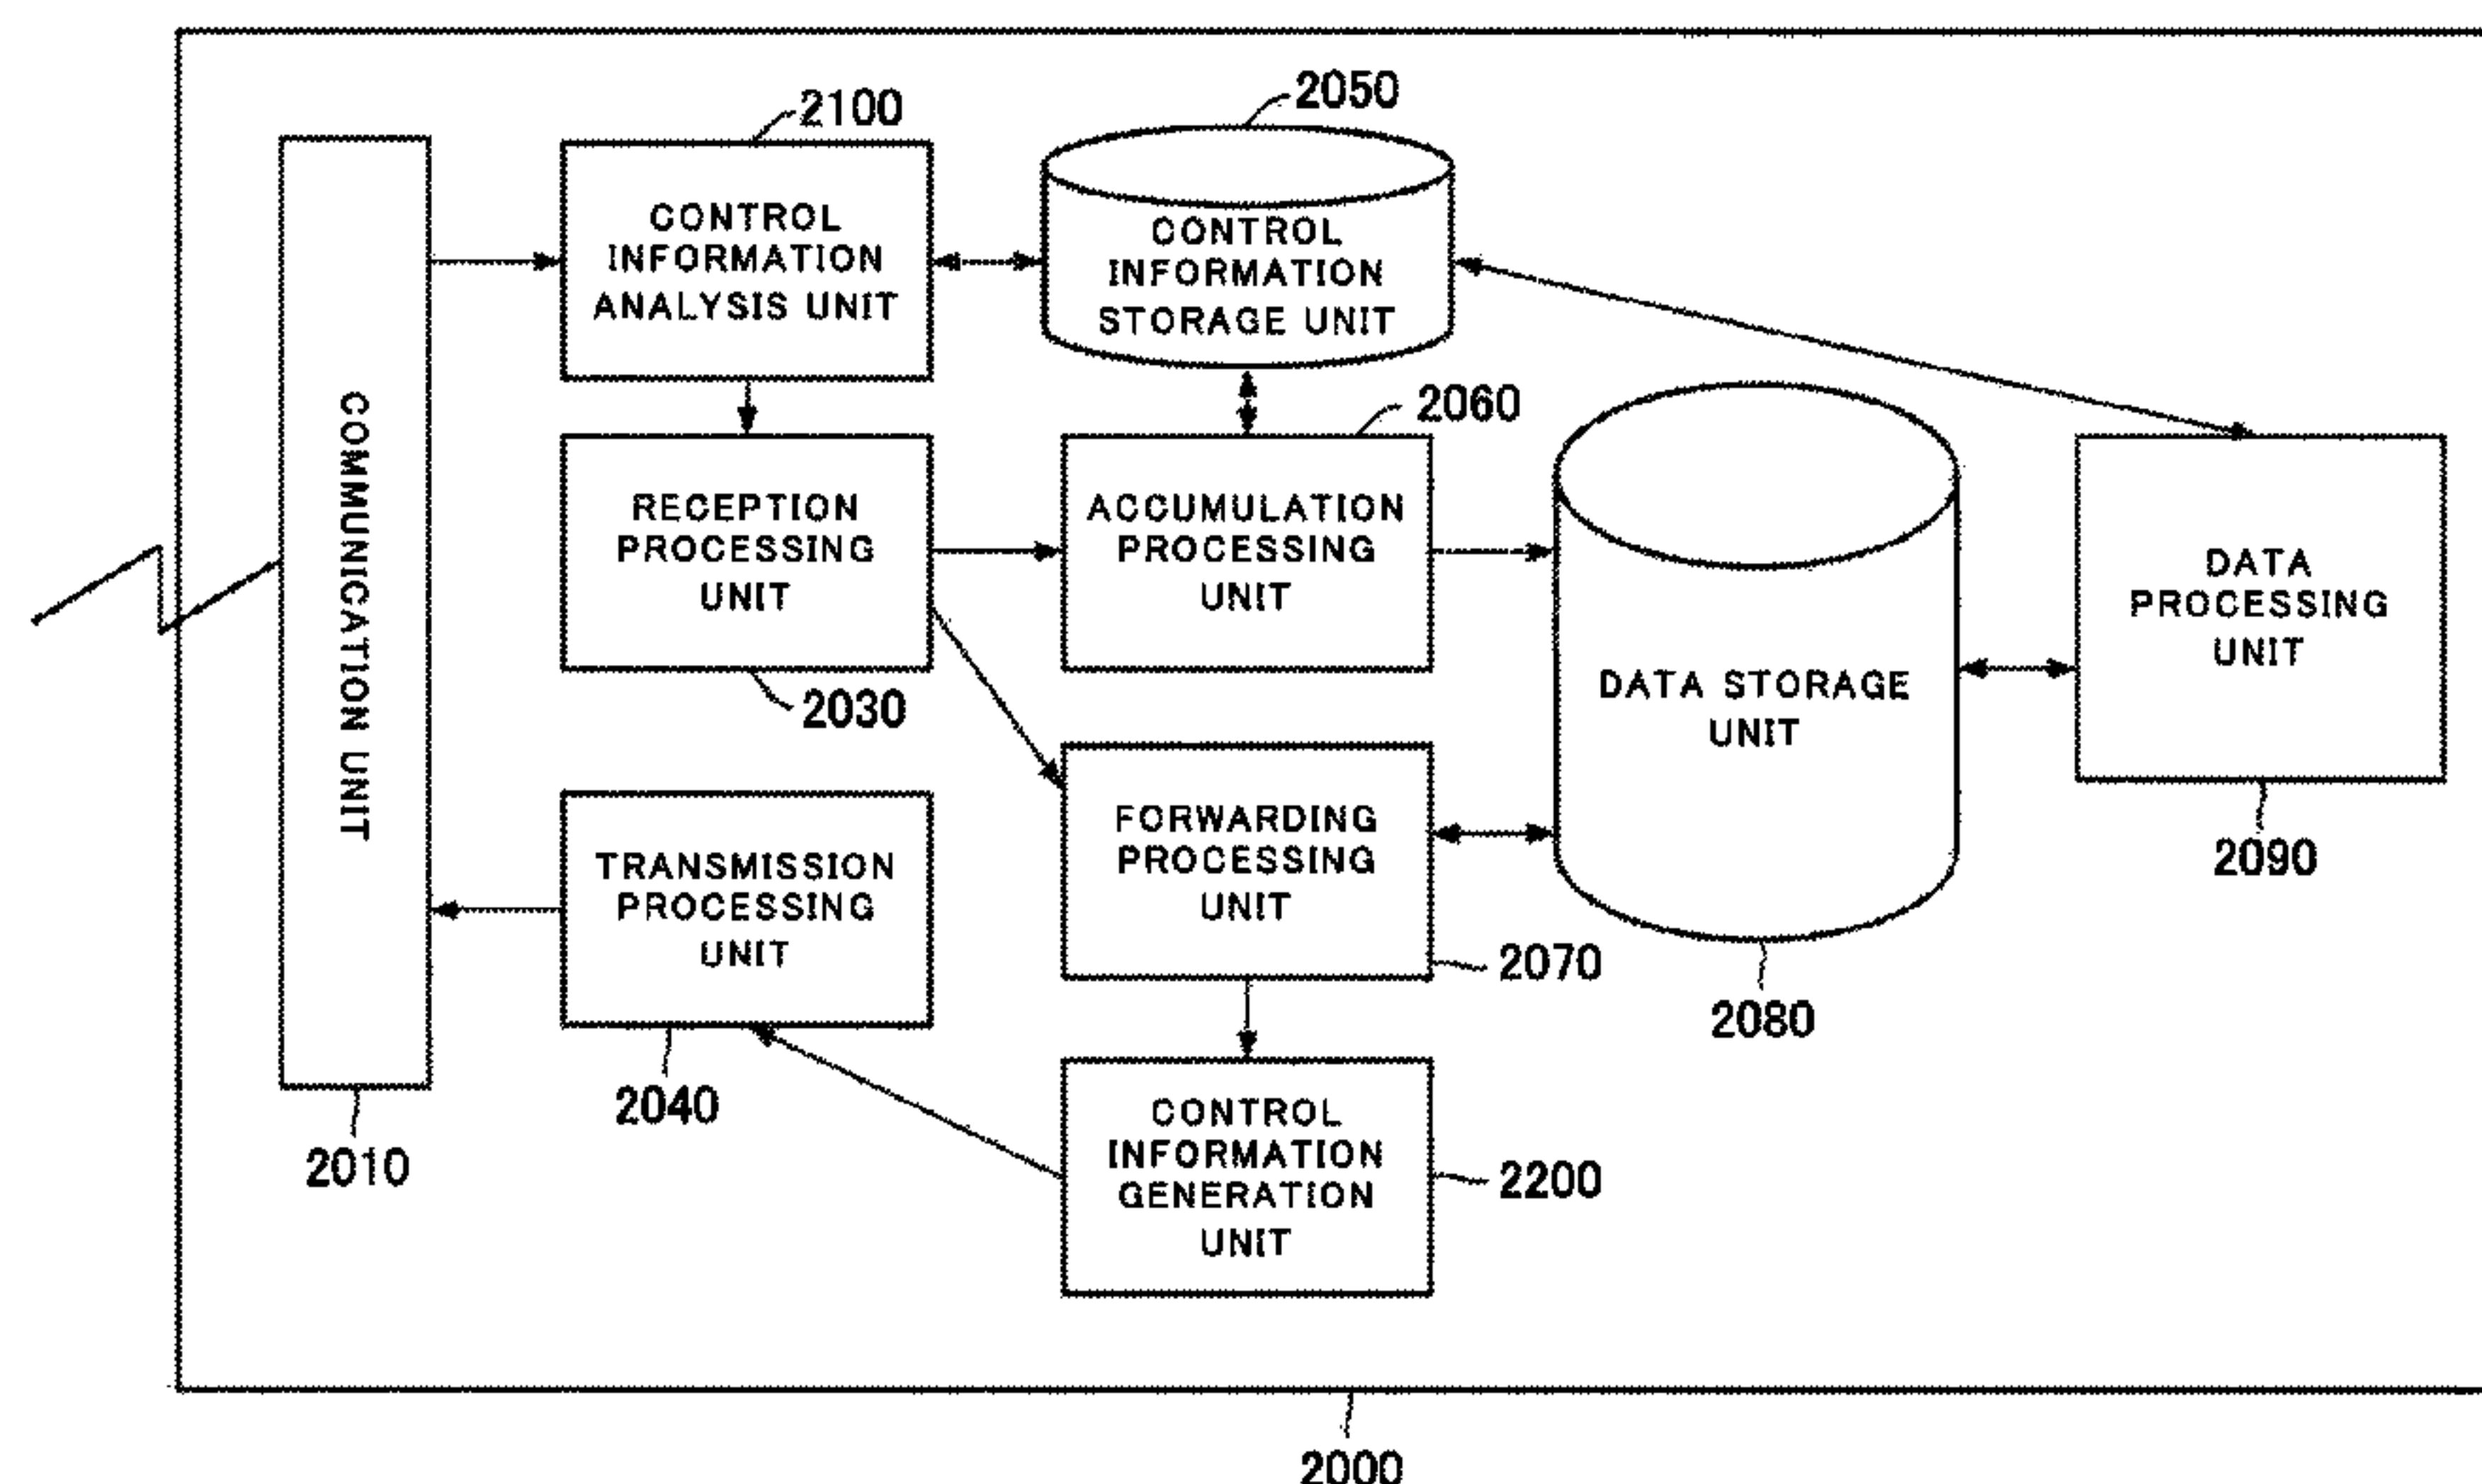 2100
2050
CONTROL
INFORMATION
ANALYSIS UNIT
CONTROL
INFORMATION
STORAGE UNIT
COMMUNICATION UNIT
2060
RECEPTION
PROCESSING
UNIT
ACCUMULATION
PROCESSING
UNIT
DATA
PROCESSING
UNIT
DATA STORAGE
UNIT
2030
FORWARDING
PROCESSING
UNIT
TRANSMISSION
PROCESSING
UNIT
2090
2070
2080
2040
2010
CONTROL
INFORMATION
GENERATION
UNIT
2200
2000